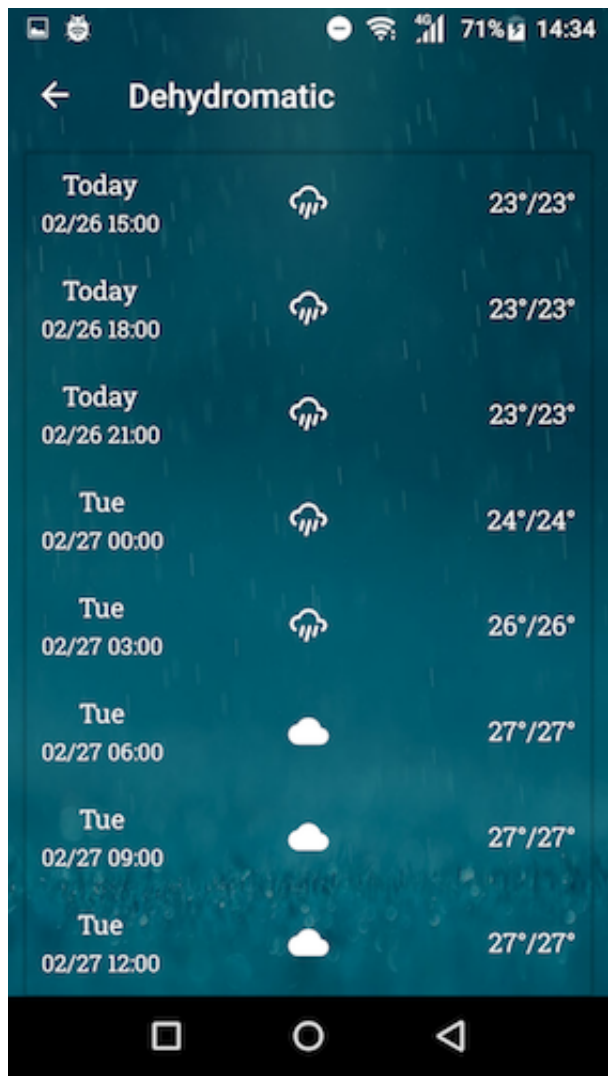 4G 71% 14:34
Dehydromatic
Today
02/26 15:00
23°/23°
Today
02/26 18:00
23°/23°
Today
02/26 21:00
23°/23°
Tue
02/27 00:00
24°/24°
Tue
02/27 03:00
26°/26°
Tue
02/27 06:00
27°/27°
Tue
02/27 09:00
27°/27°
Tue
02/27 12:00
27°/27°